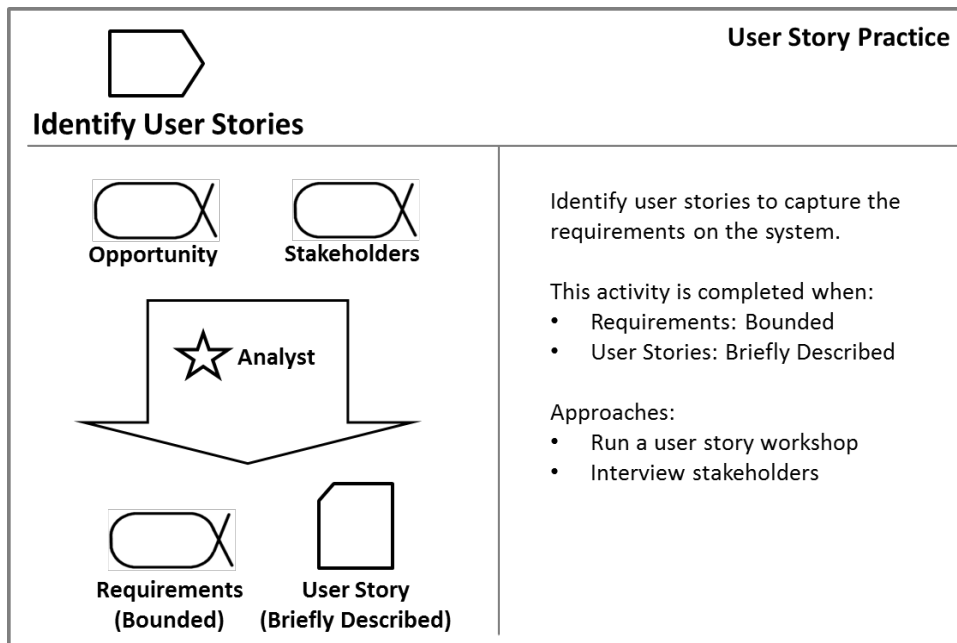 User Story Practice
Identify User Stories
Opportunity
Stakeholders
Analyst
Requirements
(Bounded)
User Story
(Briefly Described)
Identify user stories to capture the
requirements on the system.
This activity is completed when:
• Requirements: Bounded
• User Stories: Briefly Described
Approaches:
• Run a user story workshop
• Interview stakeholders